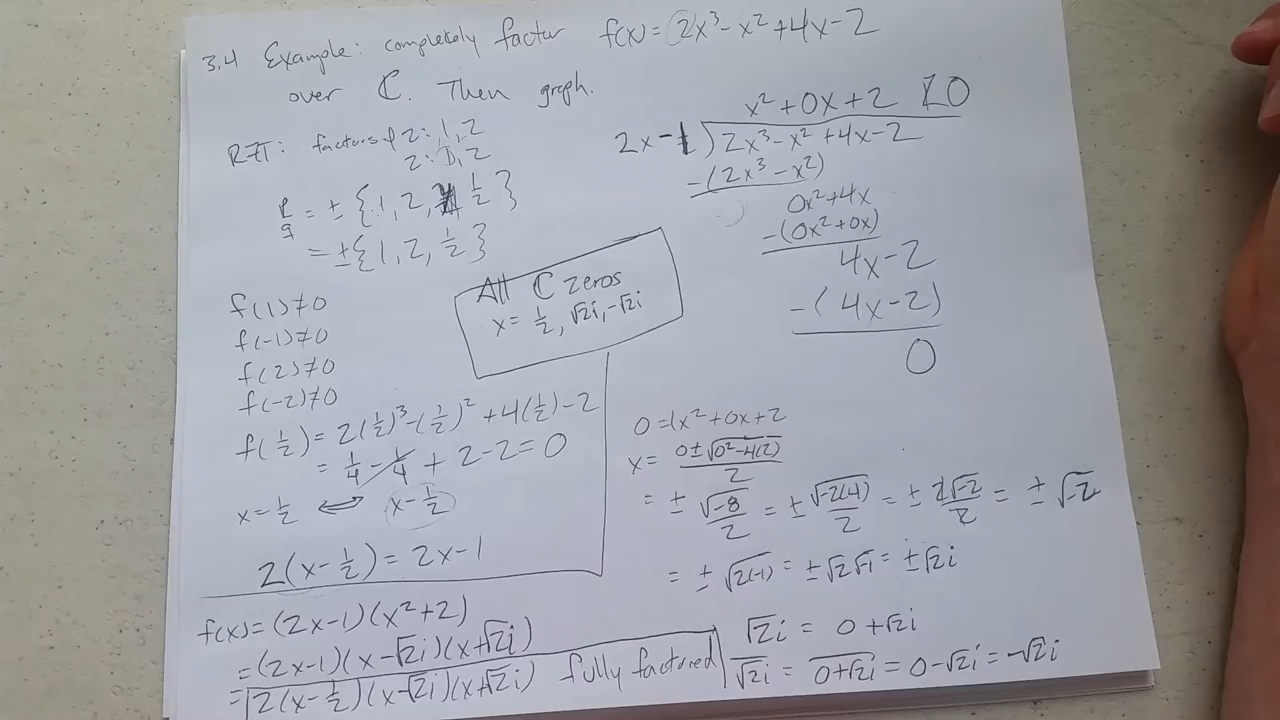 3.4 Example: completely factor f(x) = 2x³ - x² + 4x - 2
over ℂ. Then graph.
RZT: factors of 2: 1, 2
2: 1, 2
p/q = ± {1, 2, 1/2}
= ± {1, 2, 1/2}
f(1) ≠ 0
f(-1) ≠ 0
f(2) ≠ 0
f(-2) ≠ 0
f(1/2) = 2(1/2)³ - (1/2)² + 4(1/2) - 2
= 1/4 - 1/4 + 2 - 2 = 0
x = 1/2 ⟷ x - 1/2
2(x - 1/2) = 2x - 1
All ℂ zeros
x = 1/2, √2i, -√2i
x² + 0x + 2 R0
2x - 1 ) 2x³ - x² + 4x - 2
-(2x³ - x²)
0x² + 4x
-(0x² + 0x)
4x - 2
-(4x - 2)
0
0 = 1x² + 0x + 2
x = (0 ± √(0² - 4(2)))/2
= ± √-8/2 = ± √(-2(4))/2 = ± 2√-2/2 = ± √-2
= ± √(2(-1)) = ± √2 √-1 = ± √2i
f(x) = (2x - 1)(x² + 2)
= (2x - 1)(x - √2i)(x + √2i)
= 2(x - 1/2)(x - √2i)(x + √2i) fully factored
√2i = 0 + √2i
√2i = 0 + √2i = 0 - √2i = -√2i